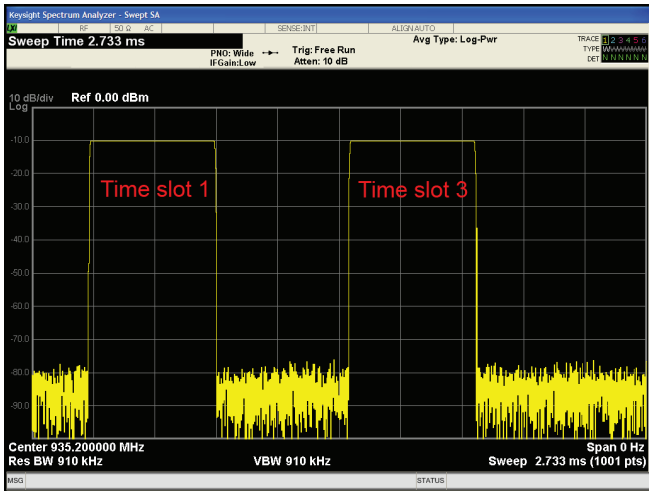 Keysight Spectrum Analyzer - Swept SA
RF 50 Ω AC SENSE:INT ALIGN AUTO
Sweep Time 2.733 ms
PNO: Wide
IFGain:Low
Trig: Free Run
Atten: 10 dB
Avg Type: Log-Pwr
TRACE 1 2 3 4 5 6
TYPE
DET N N N N N N
10 dB/div Ref 0.00 dBm
Log
-10.0
-20.0
-30.0
-40.0
-50.0
-60.0
-70.0
-80.0
-90.0
Time slot 1
Time slot 3
Center 935.200000 MHz Span 0 Hz
Res BW 910 kHz VBW 910 kHz Sweep 2.733 ms (1001 pts)
MSG STATUS